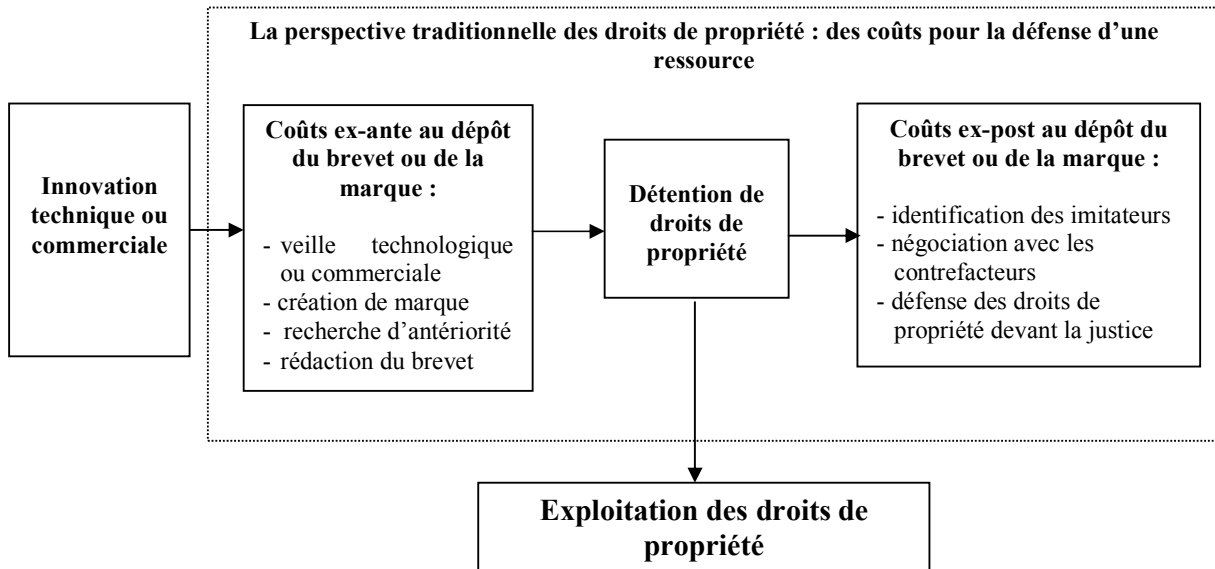 La perspective traditionnelle des droits de propriété : des coûts pour la défense d’une
ressource
Innovation
technique ou
commerciale
Coûts ex-ante au dépôt
du brevet ou de la
marque :
- veille technologique
ou commerciale
- création de marque
- recherche d’antériorité
- rédaction du brevet
Détention de
droits de
propriété
Coûts ex-post au dépôt du
brevet ou de la marque :
- identification des imitateurs
- négociation avec les
contrefacteurs
- défense des droits de
propriété devant la justice
Exploitation des droits de
propriété